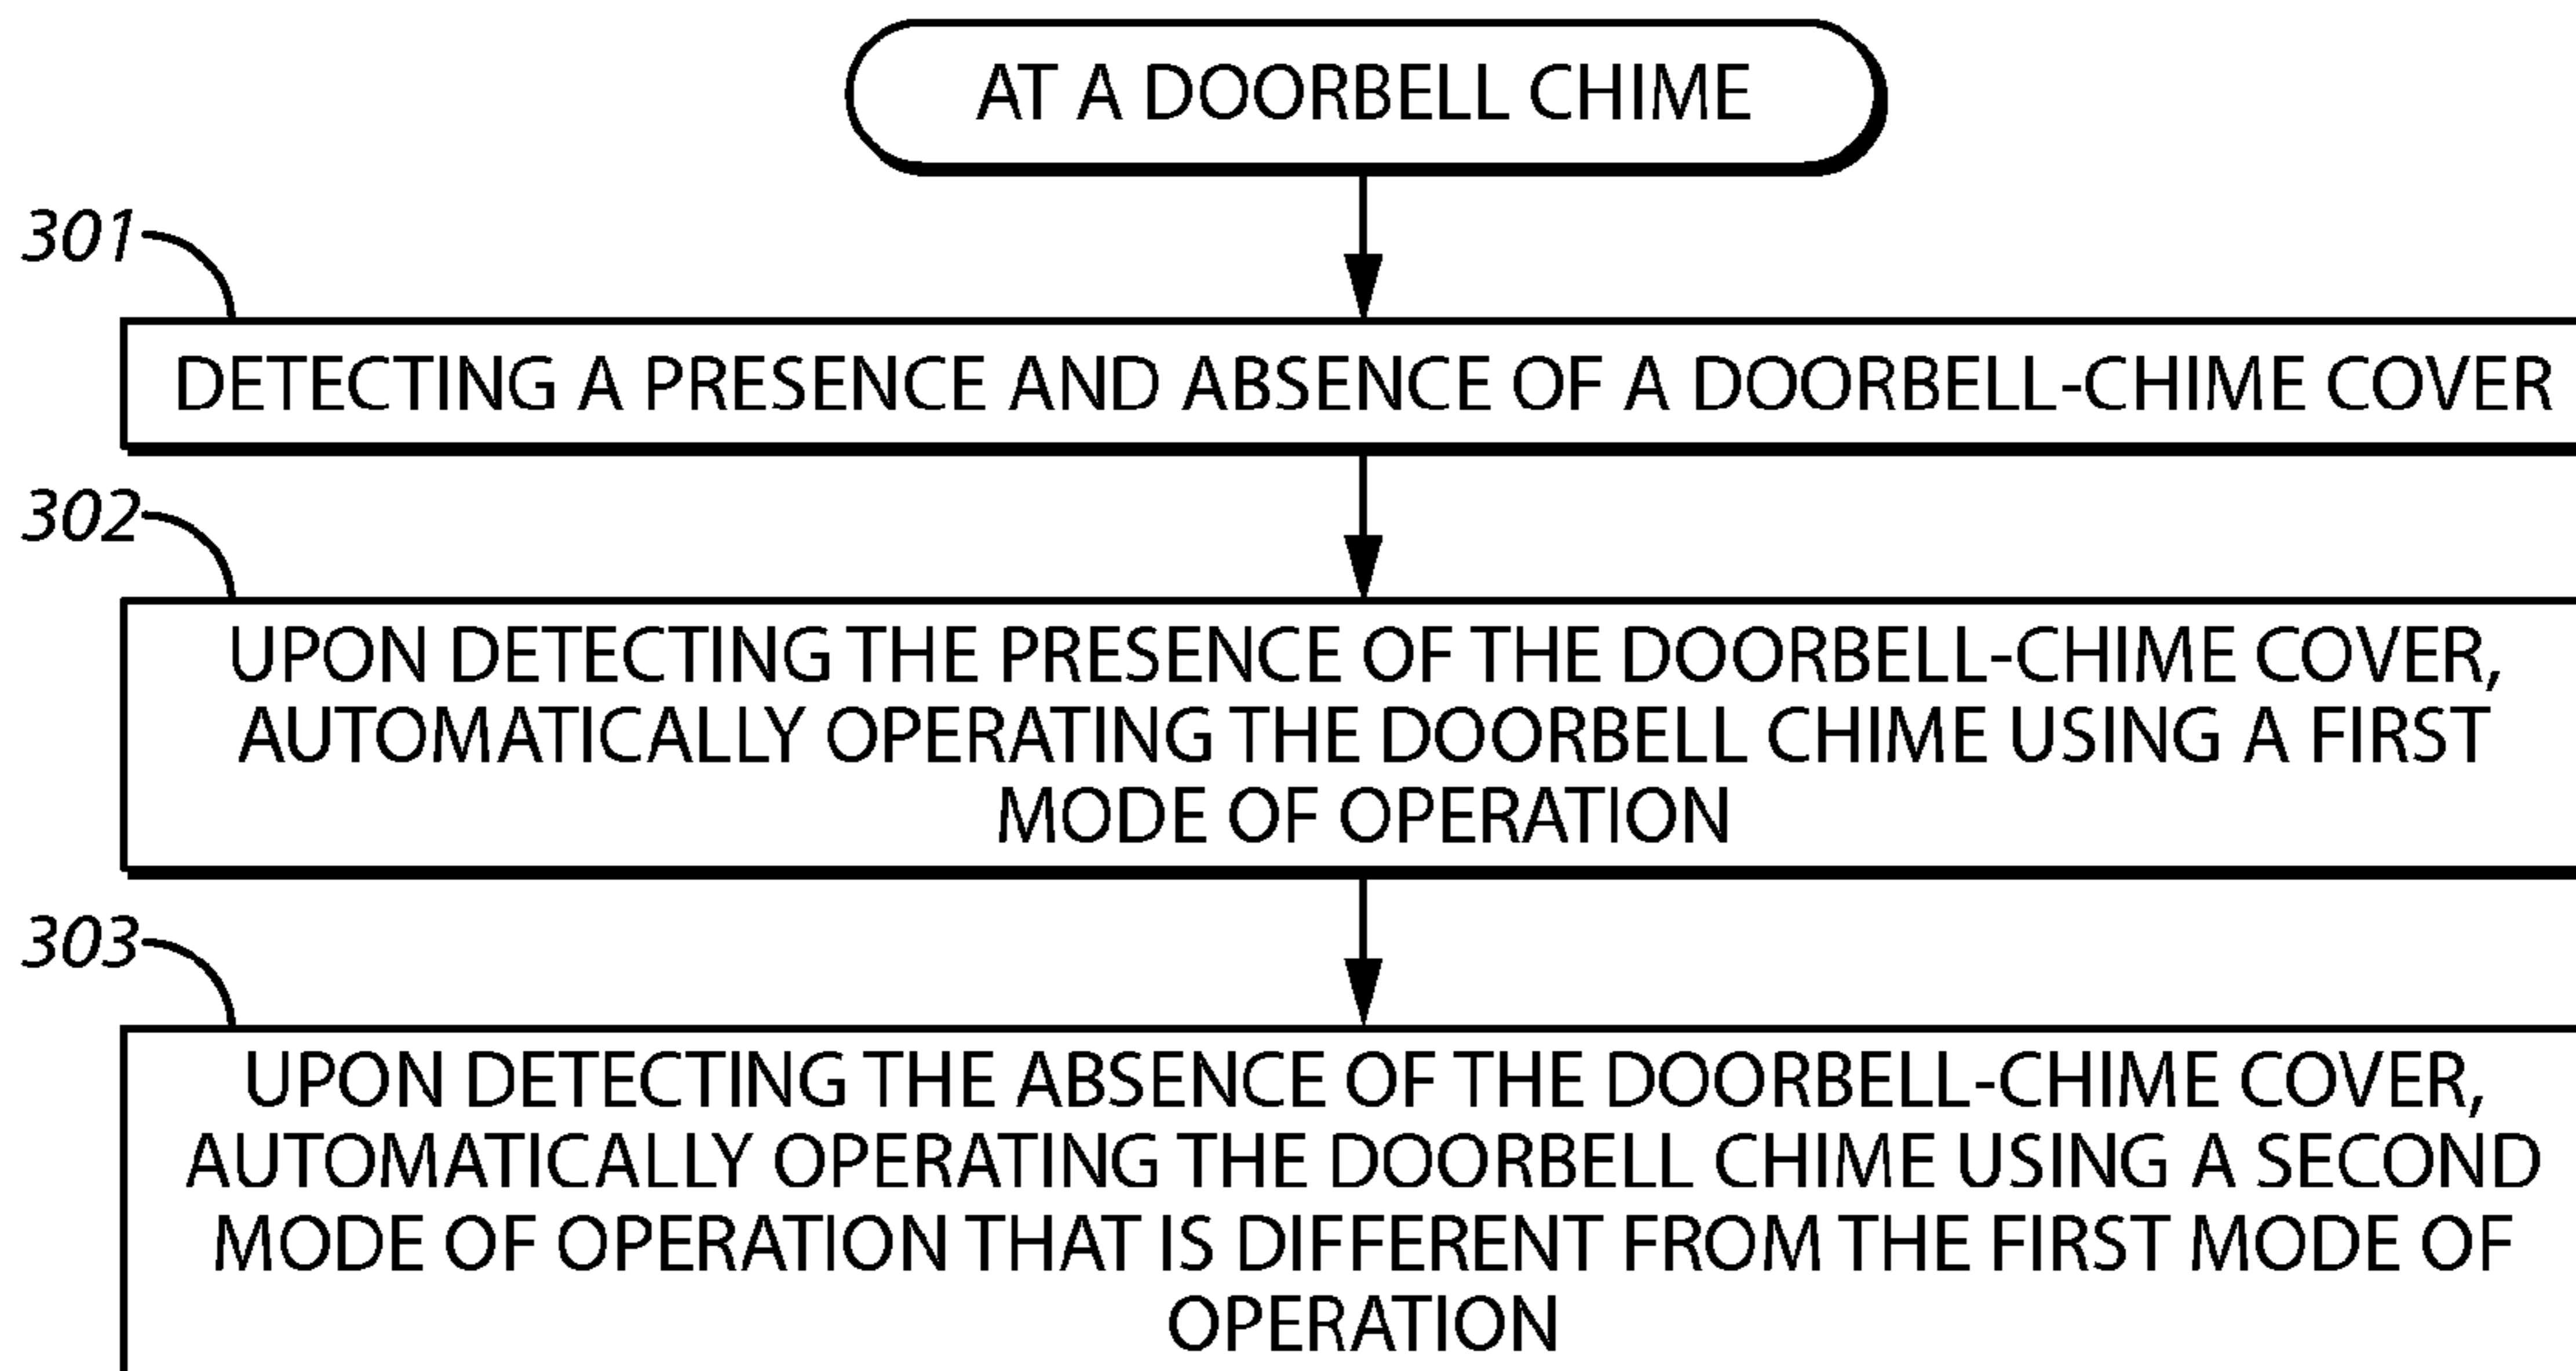 AT A DOORBELL CHIME
301
DETECTING A PRESENCE AND ABSENCE OF A DOORBELL-CHIME COVER
302
UPON DETECTING THE PRESENCE OF THE DOORBELL-CHIME COVER,
AUTOMATICALLY OPERATING THE DOORBELL CHIME USING A FIRST
MODE OF OPERATION
303
UPON DETECTING THE ABSENCE OF THE DOORBELL-CHIME COVER,
AUTOMATICALLY OPERATING THE DOORBELL CHIME USING A SECOND
MODE OF OPERATION THAT IS DIFFERENT FROM THE FIRST MODE OF
OPERATION